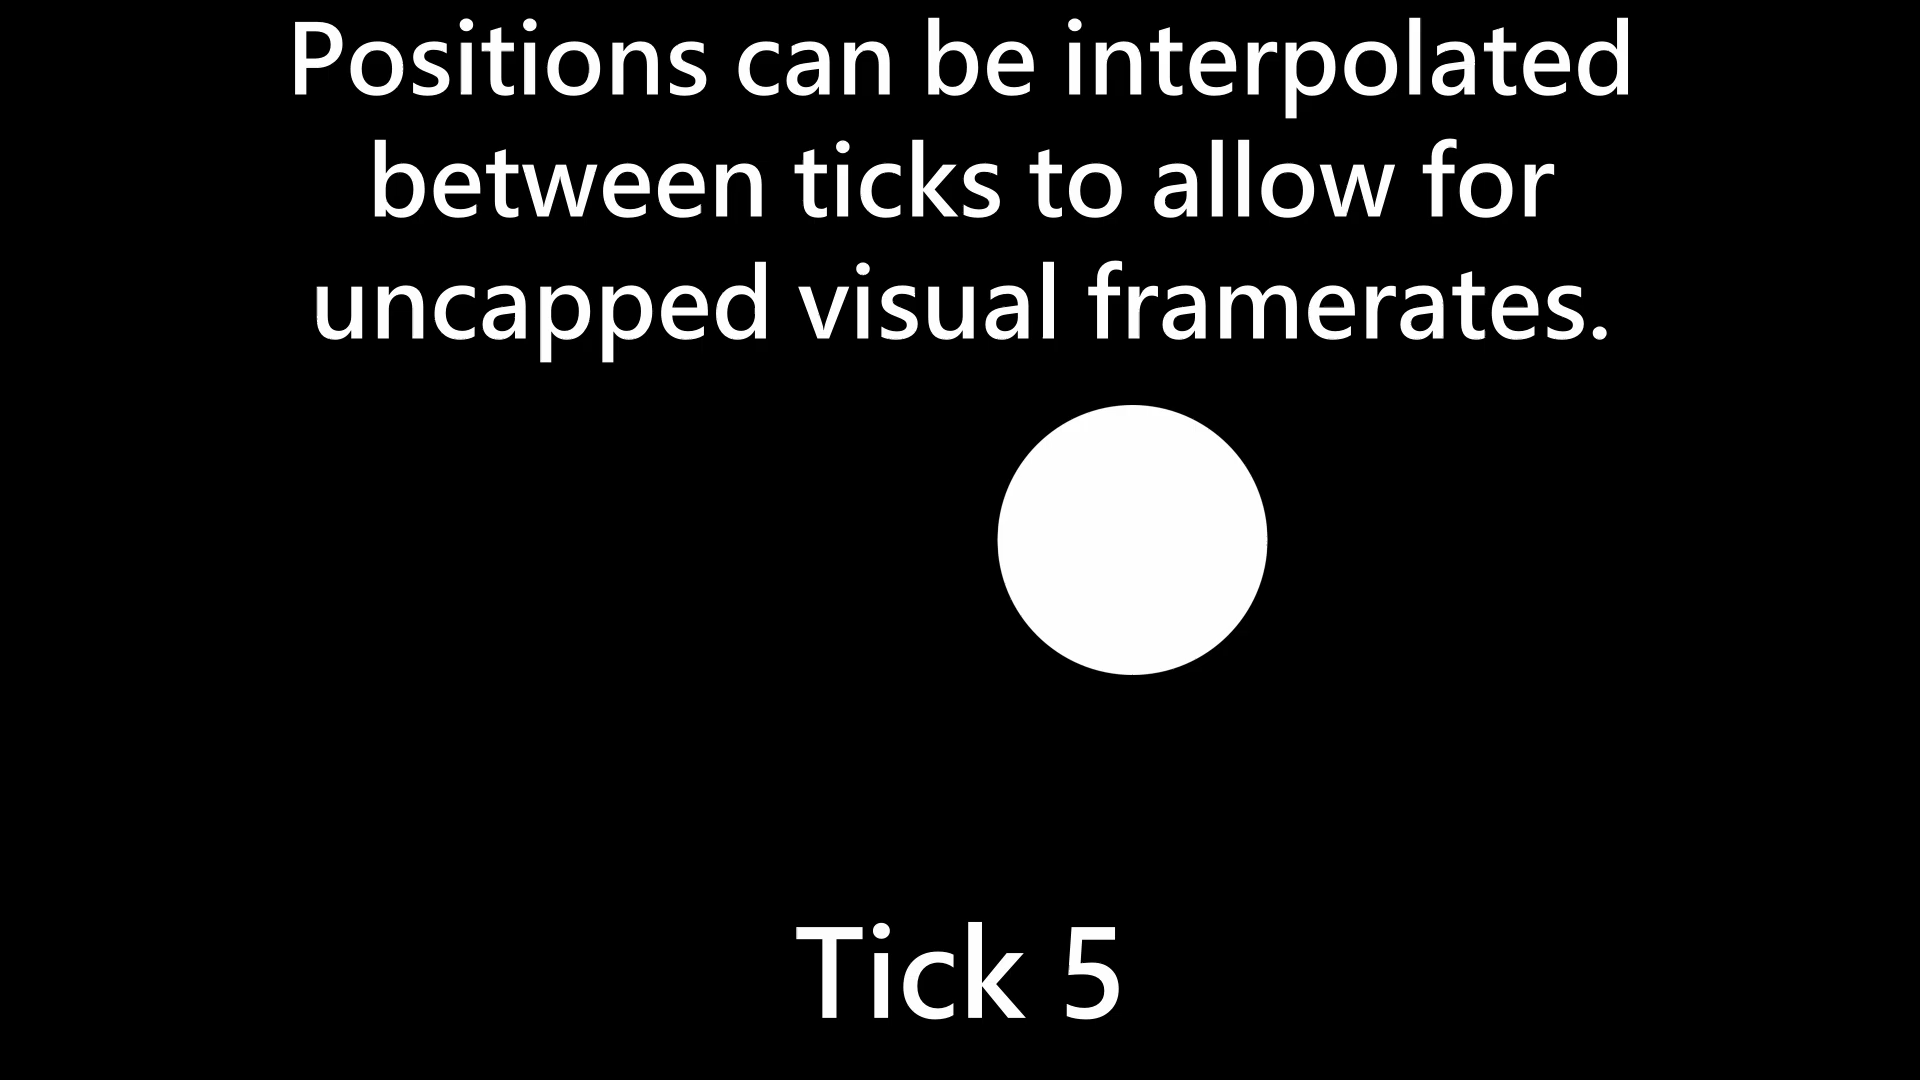 Positions can be interpolated
between ticks to allow for
uncapped visual framerates.
Tick 5